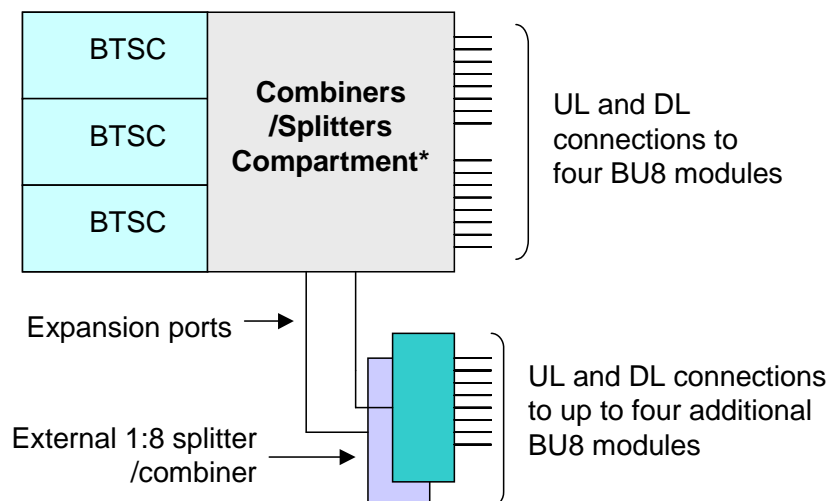 BTSC
BTSC
BTSC
Combiners
/Splitters
Compartment*
UL and DL
connections to
four BU8 modules
Expansion ports
External 1:8 splitter
/combiner
UL and DL connections
to up to four additional
BU8 modules